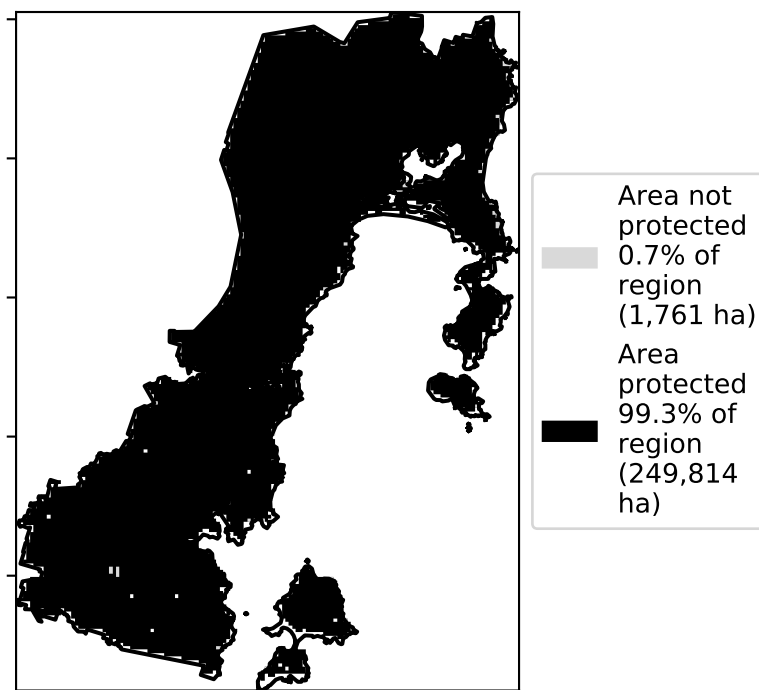 Area not
protected
0.7% of
region
(1,761 ha)
Area
protected
99.3% of
region
(249,814
ha)